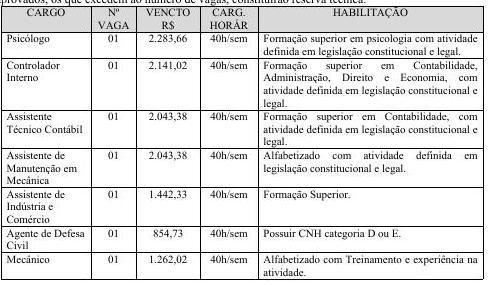 provados, os que excedem ao número de vagas, constituirão reserva técnica.
CARGO Nº VAGA VENCTO R$ CARG. HORÁR HABILITAÇÃO
Psicólogo 01 2.283,66 40h/sem Formação superior em psicologia com atividade
definida em legislação constitucional e legal.
Controlador Interno 01 2.141,02 40h/sem Formação superior em Contabilidade,
Administração, Direito e Economia, com
atividade definida em legislação constitucional e
legal.
Assistente Técnico Contábil 01 2.043,38 40h/sem Formação superior em Contabilidade, com
atividade definida em legislação constitucional e
legal.
Assistente de Manutenção em Mecânica 01 2.043,38 40h/sem Alfabetizado com atividade definida em
legislação constitucional e legal.
Assistente de Indústria e Comércio 01 1.442,33 40h/sem Formação Superior.
Agente de Defesa Civil 01 854,73 40h/sem Possuir CNH categoria D ou E.
Mecânico 01 1.262,02 40h/sem Alfabetizado com Treinamento e experiência na
atividade.